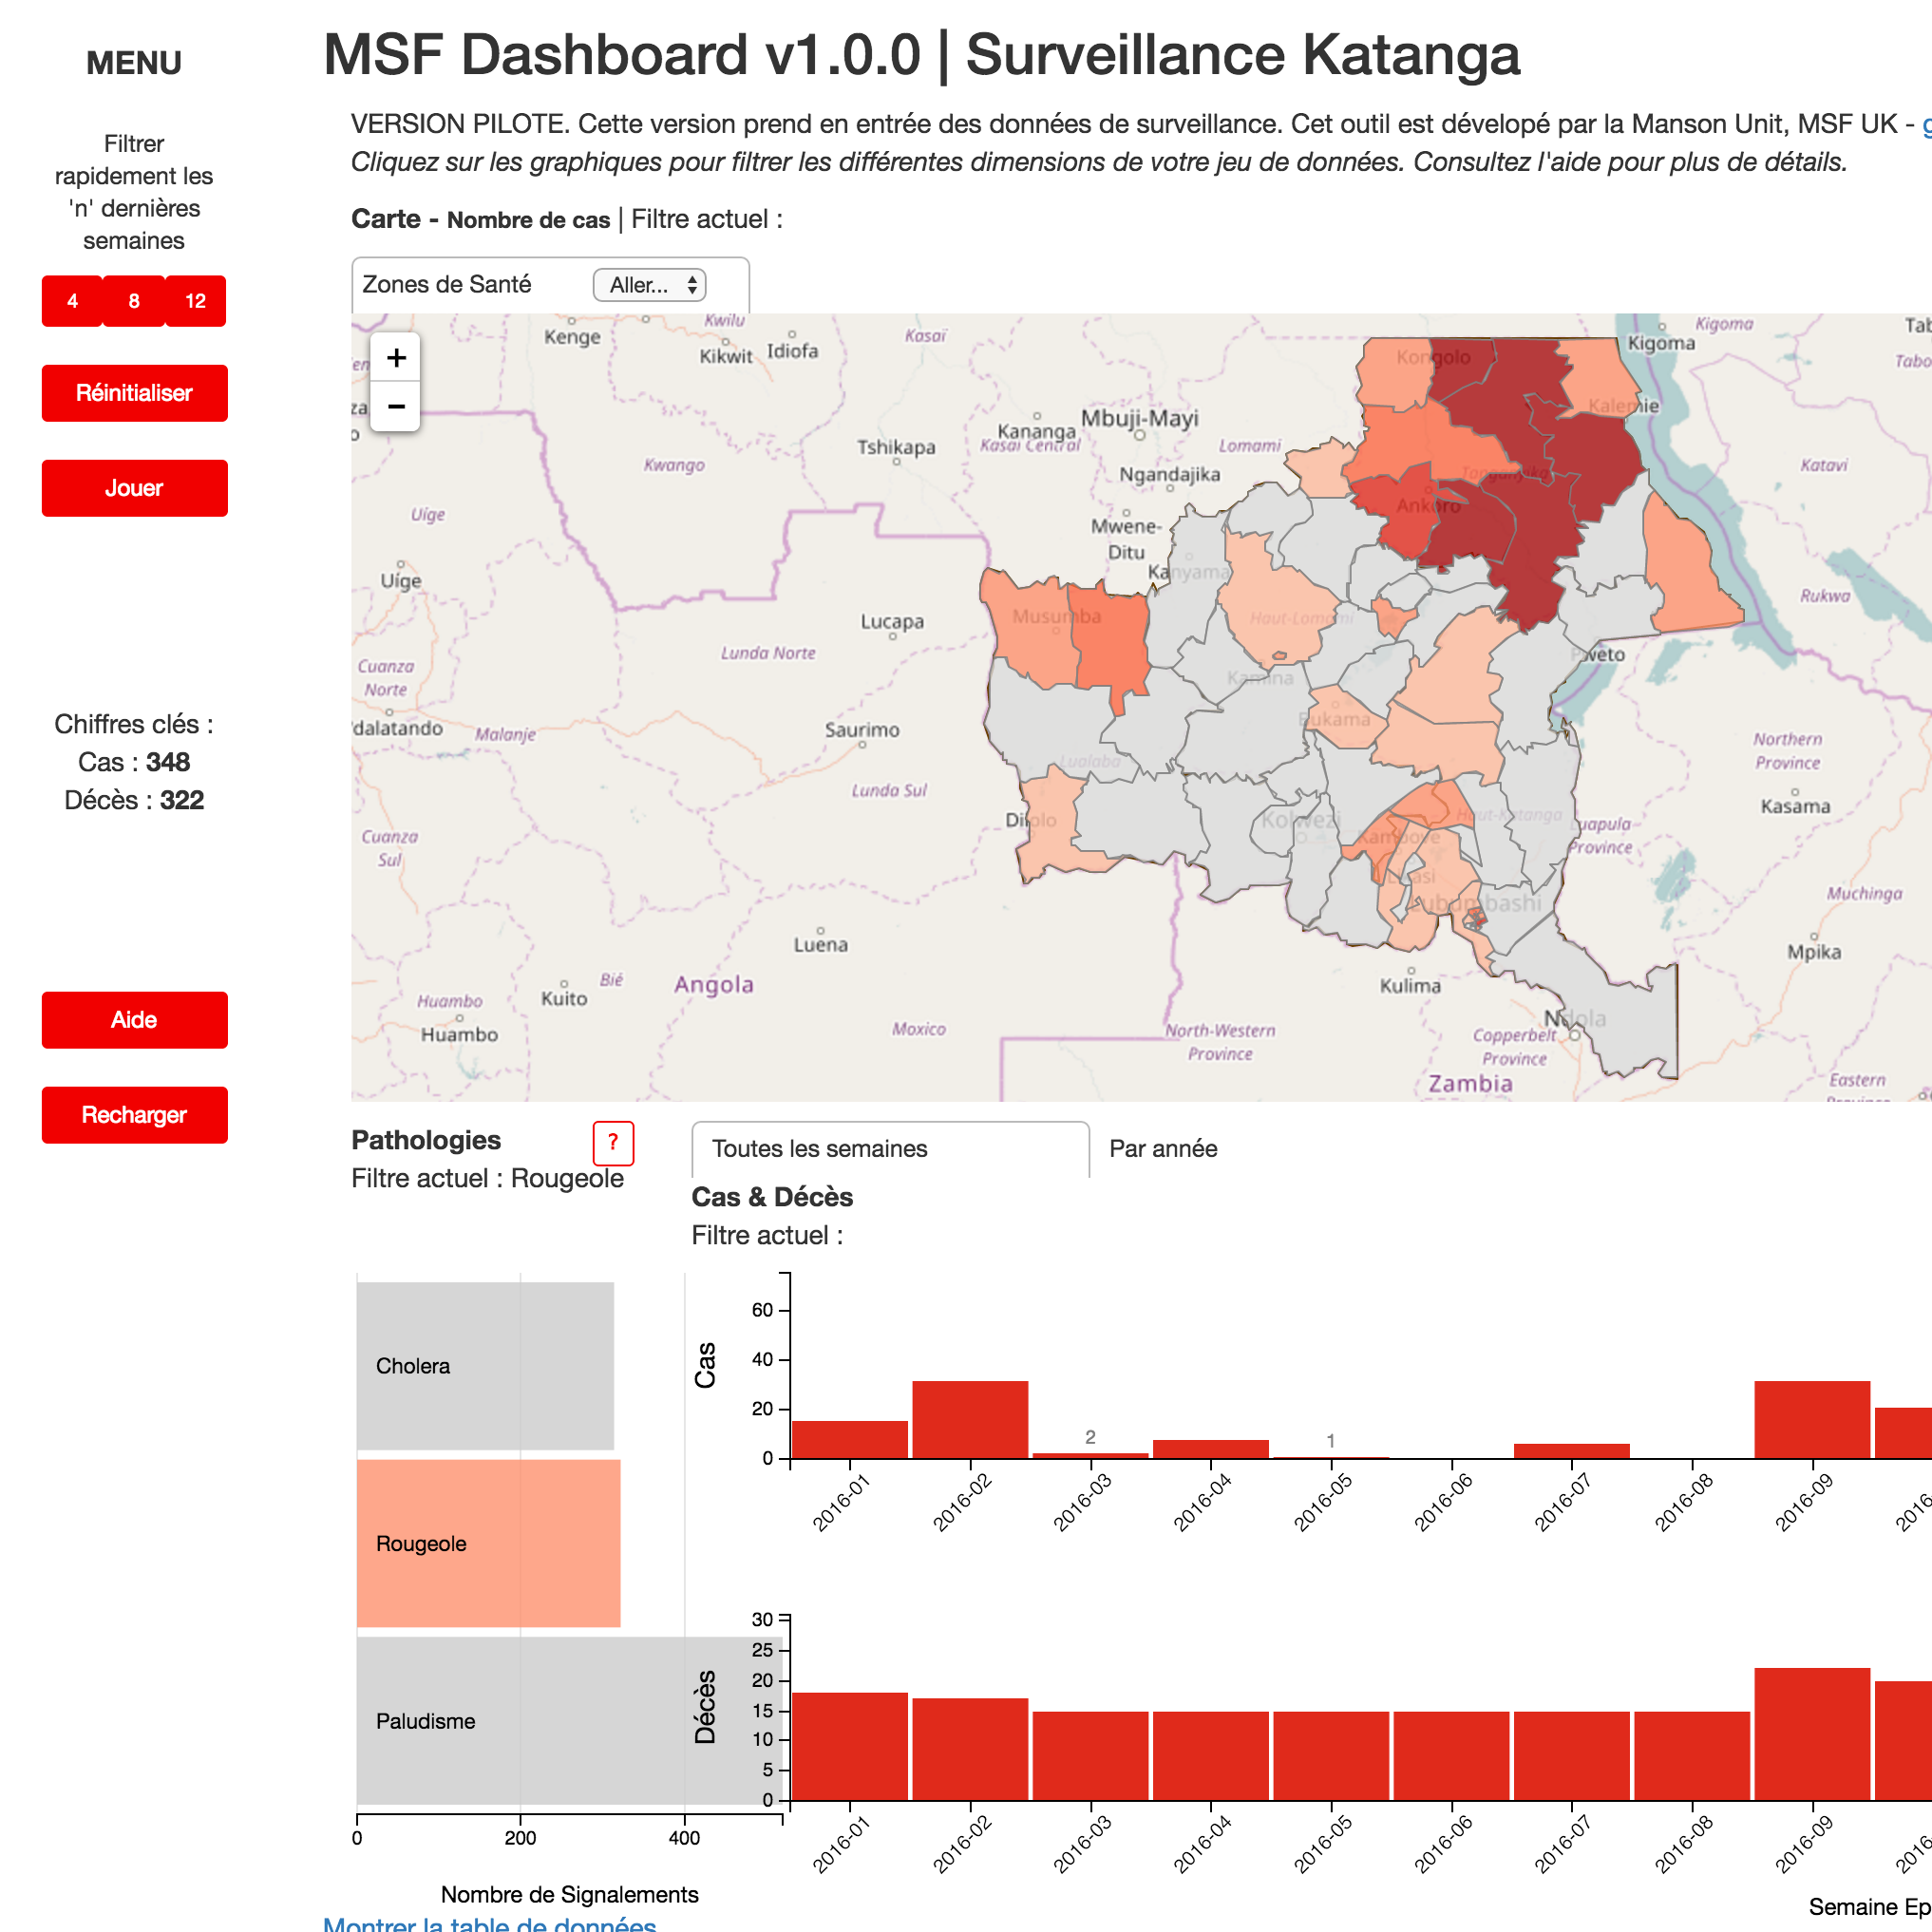 MENU
Filtrer
rapidement les
'n' dernières
semaines
4 8 12
Réinitialiser
Jouer
Chiffres clés :
Cas : 348
Décès : 322
Aide
Recharger
MSF Dashboard v1.0.0 | Surveillance Katanga
VERSION PILOTE. Cette version prend en entrée des données de surveillance. Cet outil est dévelopé par la Manson Unit, MSF UK -
Cliquez sur les graphiques pour filtrer les différentes dimensions de votre jeu de données. Consultez l'aide pour plus de détails.
Carte - Nombre de cas | Filtre actuel :
Zones de Santé Aller...
+
−
Kenge
Kwilu
Kikwit
Idiofa
Kasaï
Kongolo
Kigoma
Kigoma
Kalemie
Mbuji-Mayi
Kananga
Kasaï Central
Tshikapa
Lomami
Kwango
Ngandajika
Tanganyika
Katavi
Ankoro
Uíge
Mwene-
Ditu
Kanyama
Uíge
Rukwa
Lucapa
Musumba
Haut-Lomami
Lunda Norte
Pweto
Cuanza
Norte
Kamina
Bukama
'dalatando
Malanje
Saurimo
Northern
Province
Lualaba
Lunda Sul
Kasama
Dilolo
Kolwezi
Haut-Katanga
Luapula
Province
Cuanza
Sul
Kambove
Likasi
Lubumbashi
Muchinga
Luena
Mpika
Kulima
Bié
Angola
Kuito
Huambo
Huambo
Moxico
North-Western
Province
Ndola
Copperbelt
Province
Zambia
Eastern
Province
Pathologies ?
Filtre actuel : Rougeole
Cholera
Rougeole
Paludisme
0 200 400
Nombre de Signalements
Montrer la table de données
Toutes les semaines Par année
Cas & Décès
Filtre actuel :
Cas
60
40
20
0
2
1
2016-01 2016-02 2016-03 2016-04 2016-05 2016-06 2016-07 2016-08 2016-09
Décès
30
25
20
15
10
5
0
2016-01 2016-02 2016-03 2016-04 2016-05 2016-06 2016-07 2016-08 2016-09
Semaine Ep